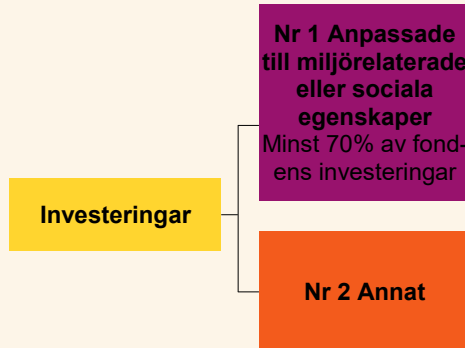 Nr 1 Anpassade
till miljörelaterade
eller sociala
egenskaper
Minst 70% av fond-
ens investeringar
Investeringar
Nr 2 Annat